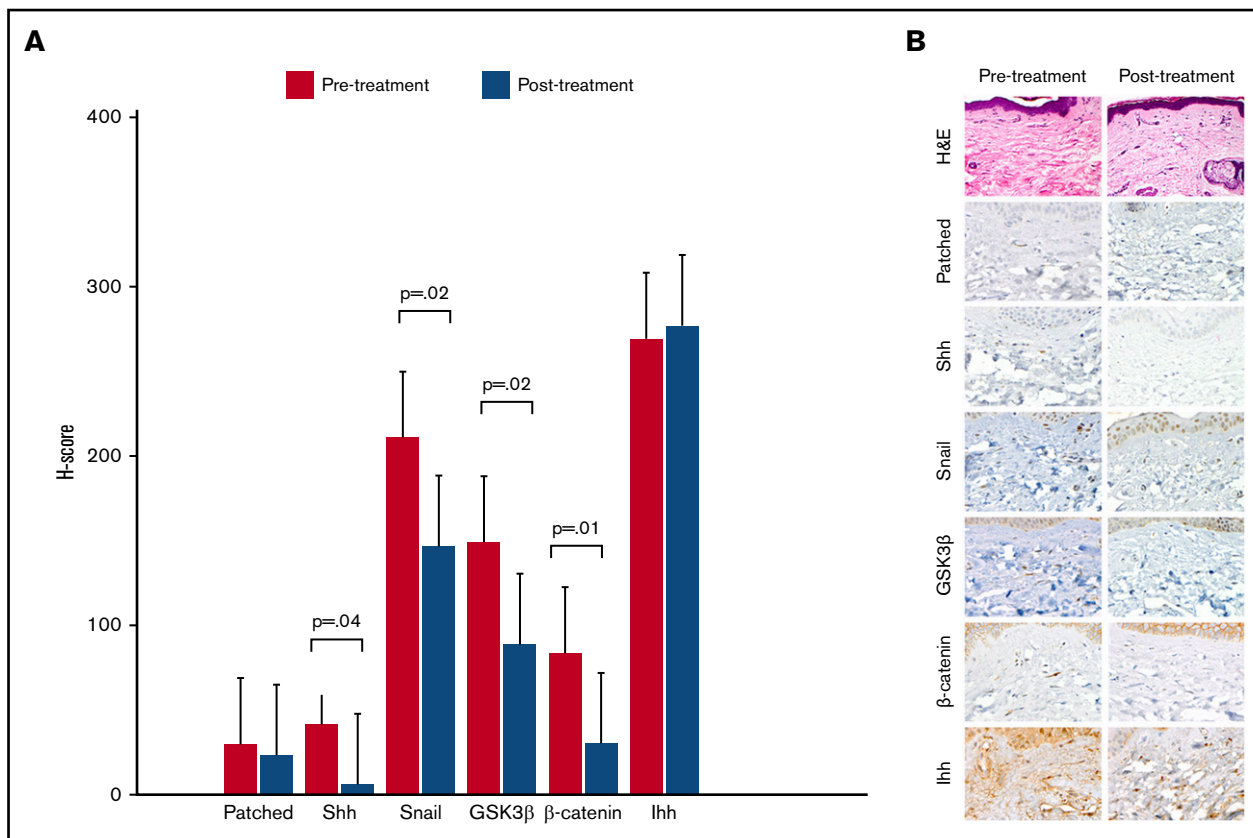 A
Pre-treatment
Post-treatment
400
300
200
100
0
H-score
p=.04
p=.02
p=.02
p=.01
Patched
Shh
Snail
GSK3β
β-catenin
Ihh
B
Pre-treatment
Post-treatment
H&E
Patched
Shh
Snail
GSK3β
β-catenin
Ihh